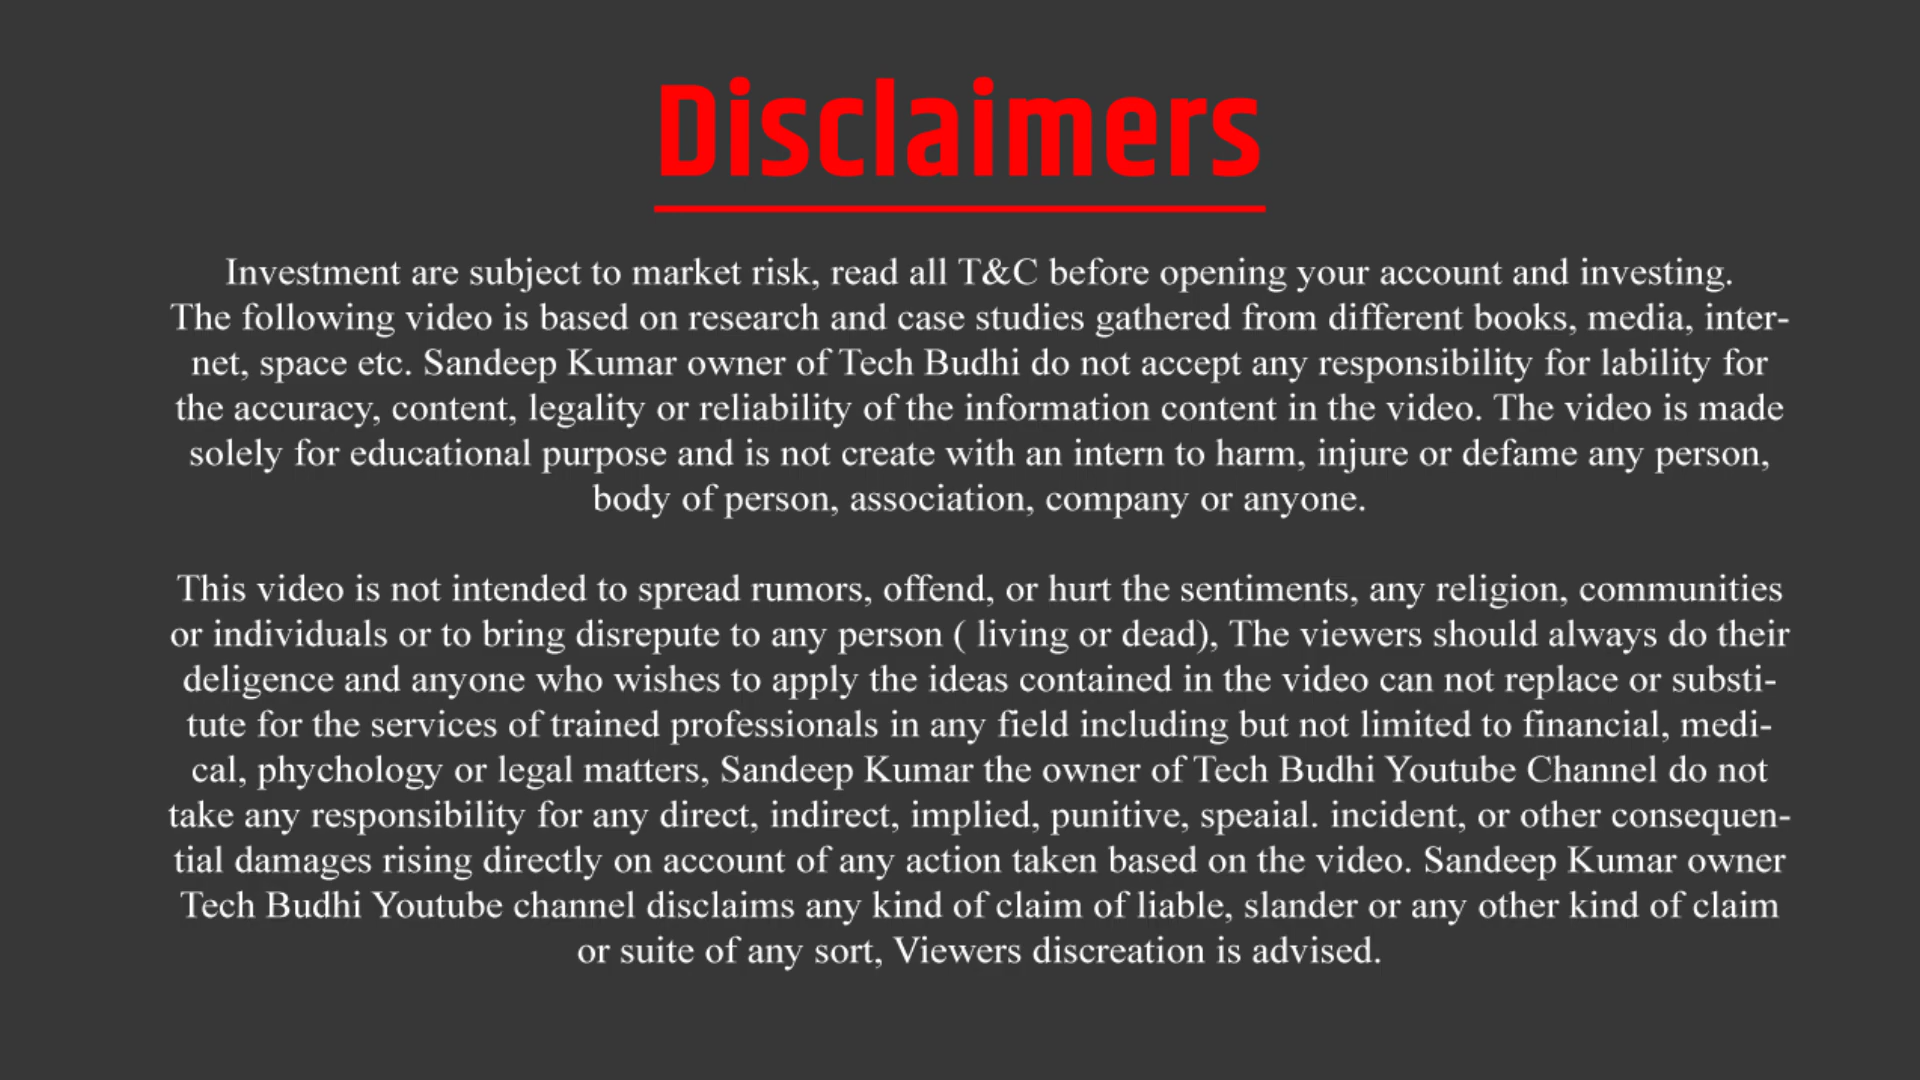 Disclaimers
Investment are subject to market risk, read all T&C before opening your account and investing.
The following video is based on research and case studies gathered from different books, media, inter-
net, space etc. Sandeep Kumar owner of Tech Budhi do not accept any responsibility for lability for
the accuracy, content, legality or reliability of the information content in the video. The video is made
solely for educational purpose and is not create with an intern to harm, injure or defame any person,
body of person, association, company or anyone.
This video is not intended to spread rumors, offend, or hurt the sentiments, any religion, communities
or individuals or to bring disrepute to any person ( living or dead), The viewers should always do their
deligence and anyone who wishes to apply the ideas contained in the video can not replace or substi-
tute for the services of trained professionals in any field including but not limited to financial, medi-
cal, phychology or legal matters, Sandeep Kumar the owner of Tech Budhi Youtube Channel do not
take any responsibility for any direct, indirect, implied, punitive, speaial. incident, or other consequen-
tial damages rising directly on account of any action taken based on the video. Sandeep Kumar owner
Tech Budhi Youtube channel disclaims any kind of claim of liable, slander or any other kind of claim
or suite of any sort, Viewers discreation is advised.